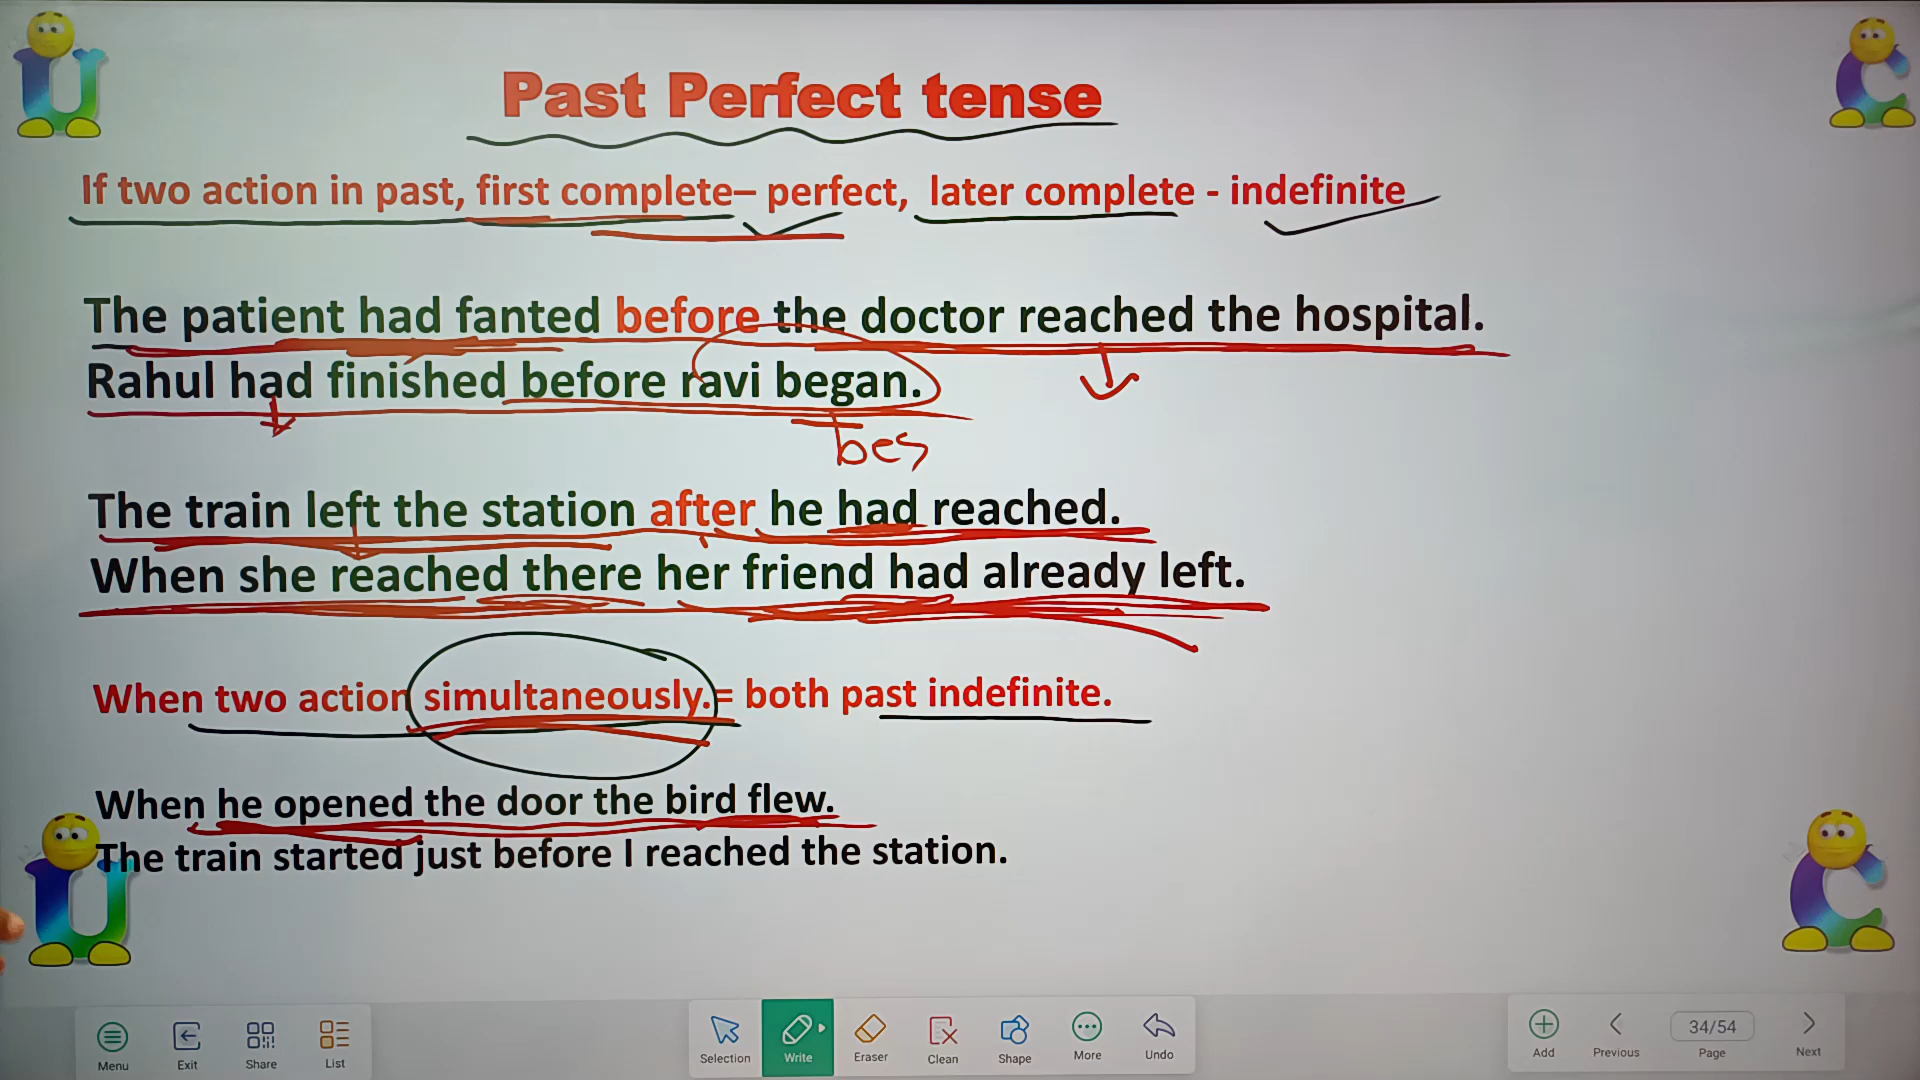 Past Perfect tense
If two action in past, first complete– perfect, later complete - indefinite
The patient had fanted before the doctor reached the hospital.
Rahul had finished before ravi began.
The train left the station after he had reached.
When she reached there her friend had already left.
When two action simultaneously.= both past indefinite.
When he opened the door the bird flew.
The train started just before I reached the station.
U
C
U
C
Menu
Exit
Share
List
Selection
Write
Eraser
Clean
Shape
More
Undo
Add
Previous
34/54
Page
Next